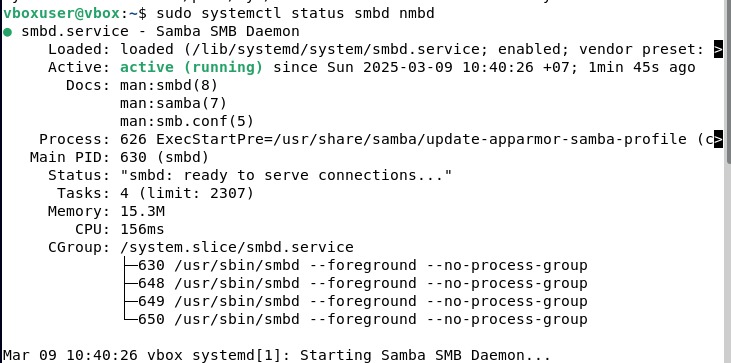 vboxuser@vbox:~$ sudo systemctl status smbd nmbd
● smbd.service - Samba SMB Daemon
     Loaded: loaded (/lib/systemd/system/smbd.service; enabled; vendor preset: >
     Active: active (running) since Sun 2025-03-09 10:40:26 +07; 1min 45s ago
       Docs: man:smbd(8)
             man:samba(7)
             man:smb.conf(5)
    Process: 626 ExecStartPre=/usr/share/samba/update-apparmor-samba-profile (c>
   Main PID: 630 (smbd)
     Status: "smbd: ready to serve connections..."
      Tasks: 4 (limit: 2307)
     Memory: 15.3M
        CPU: 156ms
     CGroup: /system.slice/smbd.service
             ├─630 /usr/sbin/smbd --foreground --no-process-group
             ├─648 /usr/sbin/smbd --foreground --no-process-group
             ├─649 /usr/sbin/smbd --foreground --no-process-group
             └─650 /usr/sbin/smbd --foreground --no-process-group
Mar 09 10:40:26 vbox systemd[1]: Starting Samba SMB Daemon...